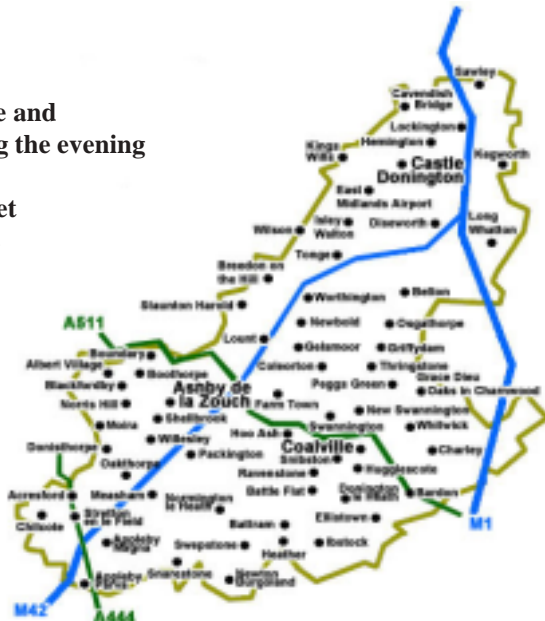 e and
g the evening
et
Sawley
Cavendish
Bridge
Lockington
Hemington
Kings
Mills
Castle
Donington
Kegworth
East
Midlands Airport
Isley
Walton
Diseworth
Long
Whatton
Wilson
Tonge
Breedon on
the Hill
Staunton Harold
Worthington
Belton
A511
Newbold
Osgathorpe
Lount
Gelsmoor
Griffydam
Boundary
Albert Village
Boothorpe
Coleorton
Thringstone
Blackfordby
Ashby de
la Zouch
Peggs Green
Grace Dieu
Oaks in Charnwood
Norris Hill
Farm Town
Shellbrook
Swannington
New Swannington
Moira
Hoo Ash
Whitwick
Willesley
Coalville
Donisthorpe
Packington
Snibston
Charley
Oakthorpe
Ravenstone
Hugglescote
Acresford
Measham
Normington
le Heath
Battle Flat
Donington
le Heath
Bardon
Chilcote
Stretton
en le Field
Ellistown
M1
Appleby
Magna
Swepstone
Heather
Ibstock
Snarestone
Appleby
Parva
Newton
Burgoland
M42
A444